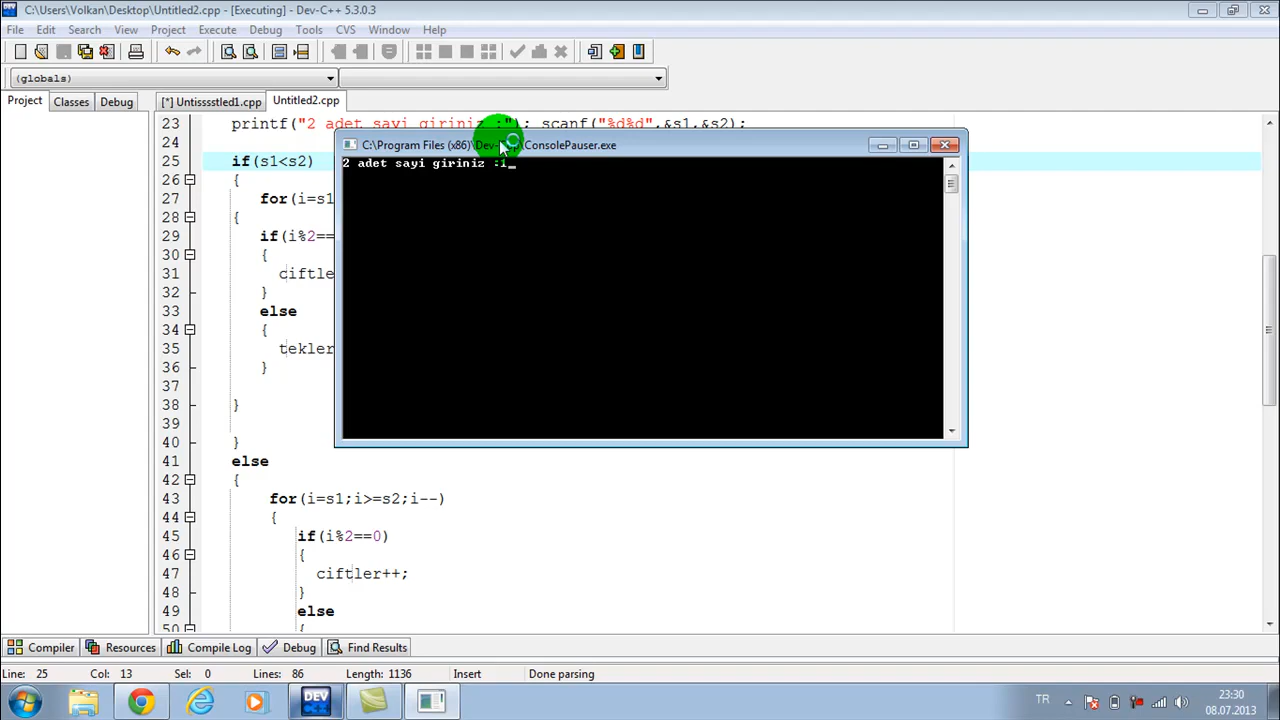 C:\Users\Volkan\Desktop\Untitled2.cpp - [Executing] - Dev-C++ 5.3.0.3
File Edit Search View Project Execute Debug Tools CVS Window Help
(globals)
Project Classes Debug [*] Untisssstled1.cpp Untitled2.cpp
23 printf("2 adet sayi giriniz :"); scanf("%d%d",&s1,&s2);
24
C:\Program Files (x86)\Dev-Cpp\ConsolePauser.exe
2 adet sayi giriniz :1_
25 if(s1<s2)
26 {
27 for(i=s1
28 {
29 if(i%2==
30 {
31 ciftle
32 }
33 else
34 {
35 tekler
36 }
37
38 }
39
40 }
41 else
42 {
43 for(i=s1;i>=s2;i--)
44 {
45 if(i%2==0)
46 {
47 ciftler++;
48 }
49 else
50 {
Compiler Resources Compile Log Debug Find Results
Line: 25 Col: 13 Sel: 0 Lines: 86 Length: 1136 Insert Done parsing
DEV TR 23:30
08.07.2013